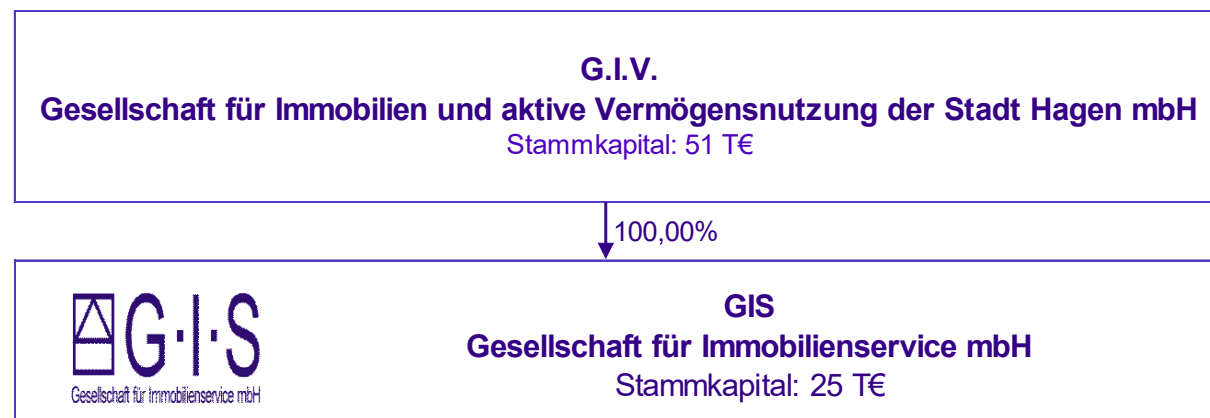 G.I.V.
Gesellschaft für Immobilien und aktive Vermögensnutzung der Stadt Hagen mbH
Stammkapital: 51 T€
100,00%
G·I·S
Gesellschaft für Immobilienservice mbH
GIS
Gesellschaft für Immobilienservice mbH
Stammkapital: 25 T€